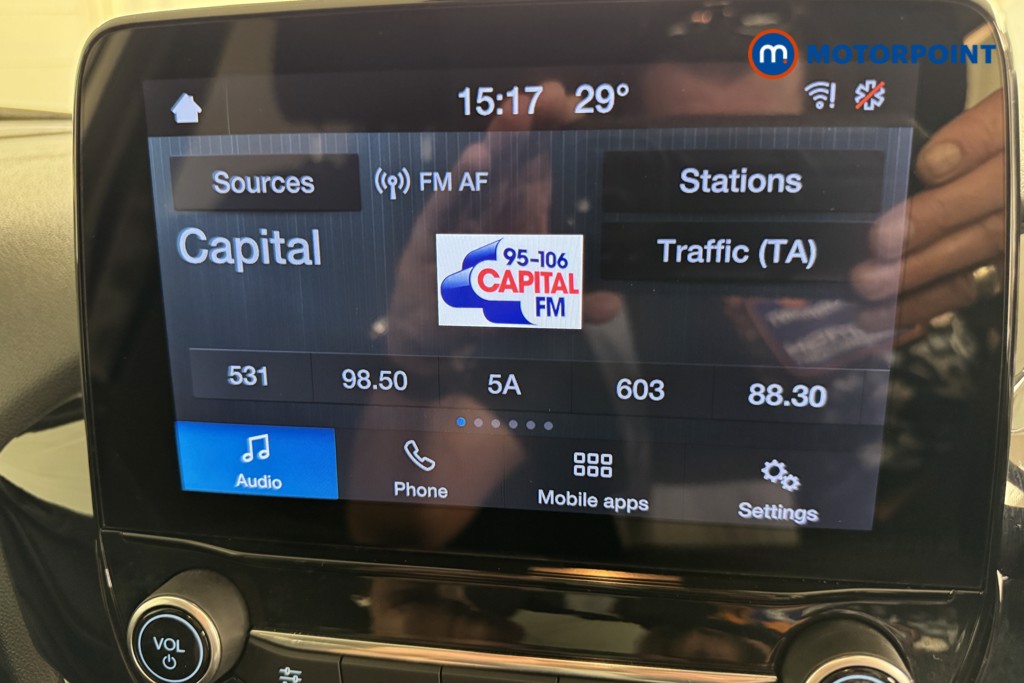 m MOTORPOINT
15:17 29°
Sources FM AF Stations
Capital
95-106
CAPITAL
FM
Traffic (TA)
531 98.50 5A 603 88.30
Audio Phone Mobile apps Settings
VOL